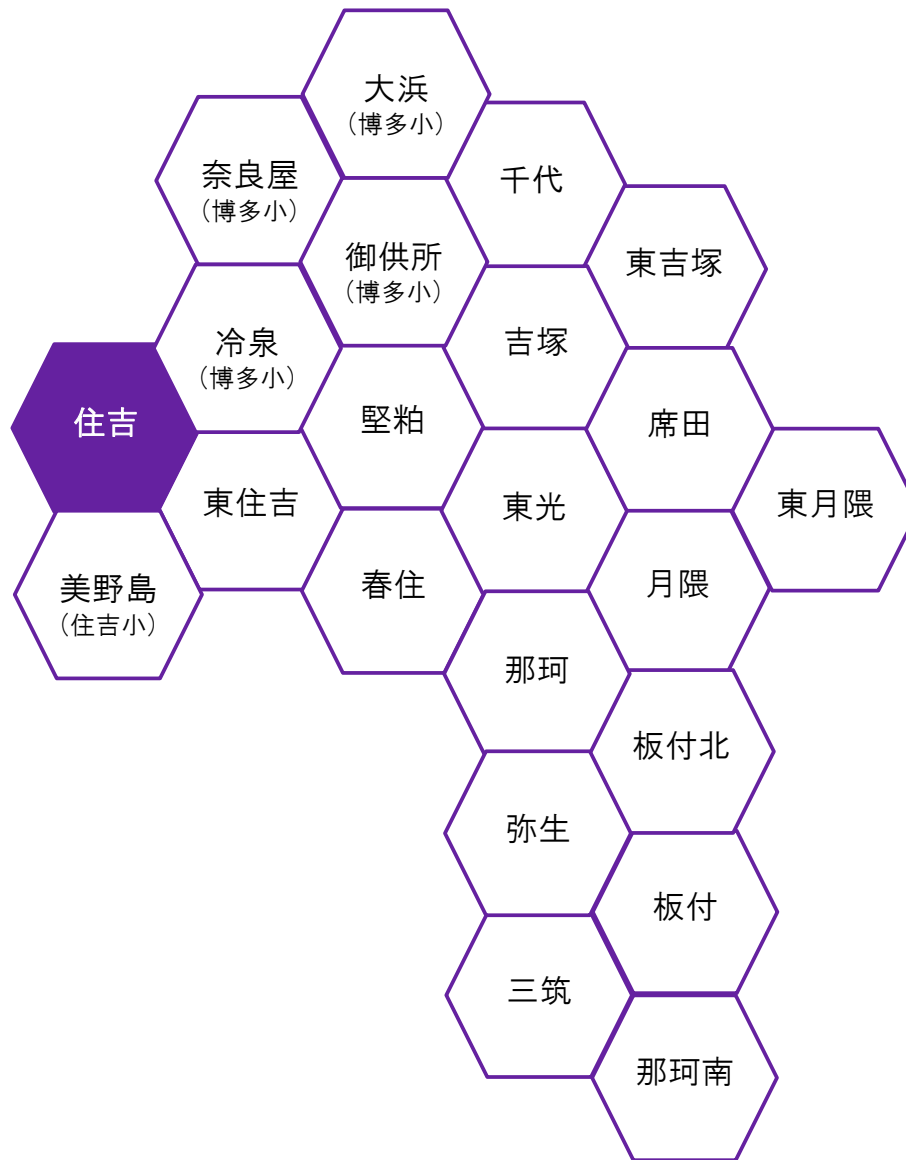 大浜
（博多小）
奈良屋
（博多小）
千代
御供所
（博多小）
東吉塚
冷泉
（博多小）
吉塚
住吉
堅粕
席田
東住吉
東光
東月隈
美野島
（住吉小）
春住
月隈
那珂
板付北
弥生
板付
三筑
那珂南